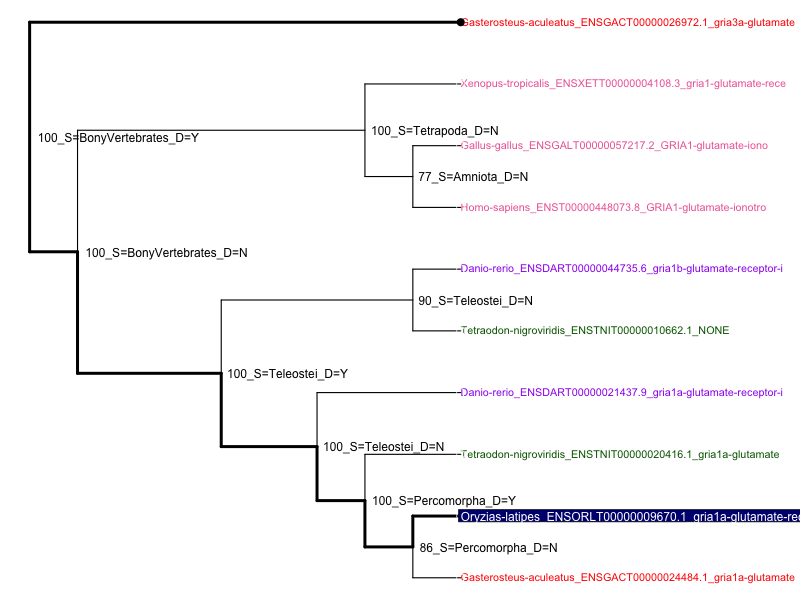 Gasterosteus-aculeatus_ENSGACT00000026972.1_gria3a-glutamate
Xenopus-tropicalis_ENSXETT00000004108.3_gria1-glutamate-rece
100_S=Tetrapoda_D=N
100_S=BonyVertebrates_D=Y
Gallus-gallus_ENSGALT00000057217.2_GRIA1-glutamate-iono
77_S=Amniota_D=N
Homo-sapiens_ENST00000448073.8_GRIA1-glutamate-ionotro
100_S=BonyVertebrates_D=N
Danio-rerio_ENSDART00000044735.6_gria1b-glutamate-receptor-i
90_S=Teleostei_D=N
Tetraodon-nigroviridis_ENSTNIT00000010662.1_NONE
100_S=Teleostei_D=Y
Danio-rerio_ENSDART00000021437.9_gria1a-glutamate-receptor-i
100_S=Teleostei_D=N
Tetraodon-nigroviridis_ENSTNIT00000020416.1_gria1a-glutamate
100_S=Percomorpha_D=Y
Oryzias-latipes_ENSORLT00000009670.1_gria1a-glutamate-rec
86_S=Percomorpha_D=N
Gasterosteus-aculeatus_ENSGACT00000024484.1_gria1a-glutamate